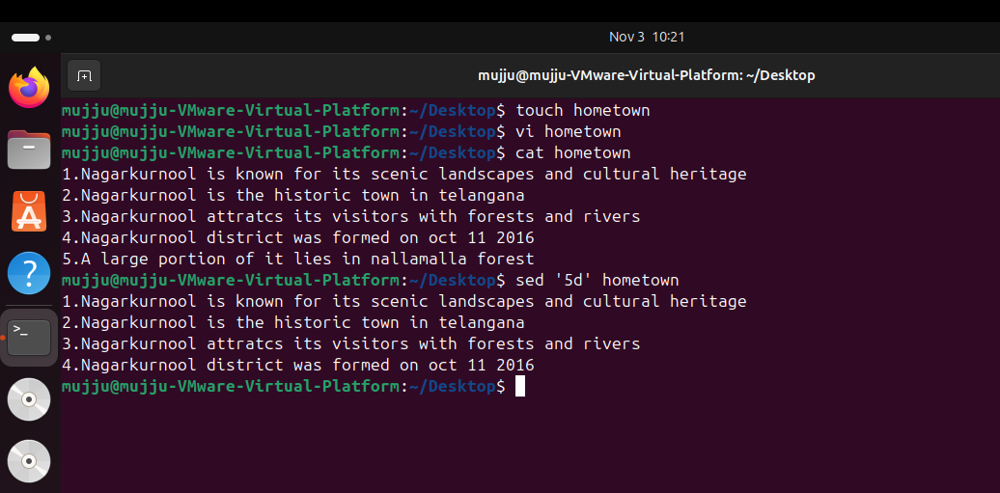 Nov 3 10:21
mujju@mujju-VMware-Virtual-Platform: ~/Desktop
mujju@mujju-VMware-Virtual-Platform:~/Desktop$ touch hometown
mujju@mujju-VMware-Virtual-Platform:~/Desktop$ vi hometown
mujju@mujju-VMware-Virtual-Platform:~/Desktop$ cat hometown
1.Nagarkurnool is known for its scenic landscapes and cultural heritage
2.Nagarkurnool is the historic town in telangana
3.Nagarkurnool attratcs its visitors with forests and rivers
4.Nagarkurnool district was formed on oct 11 2016
5.A large portion of it lies in nallamalla forest
mujju@mujju-VMware-Virtual-Platform:~/Desktop$ sed '5d' hometown
1.Nagarkurnool is known for its scenic landscapes and cultural heritage
2.Nagarkurnool is the historic town in telangana
3.Nagarkurnool attratcs its visitors with forests and rivers
4.Nagarkurnool district was formed on oct 11 2016
mujju@mujju-VMware-Virtual-Platform:~/Desktop$